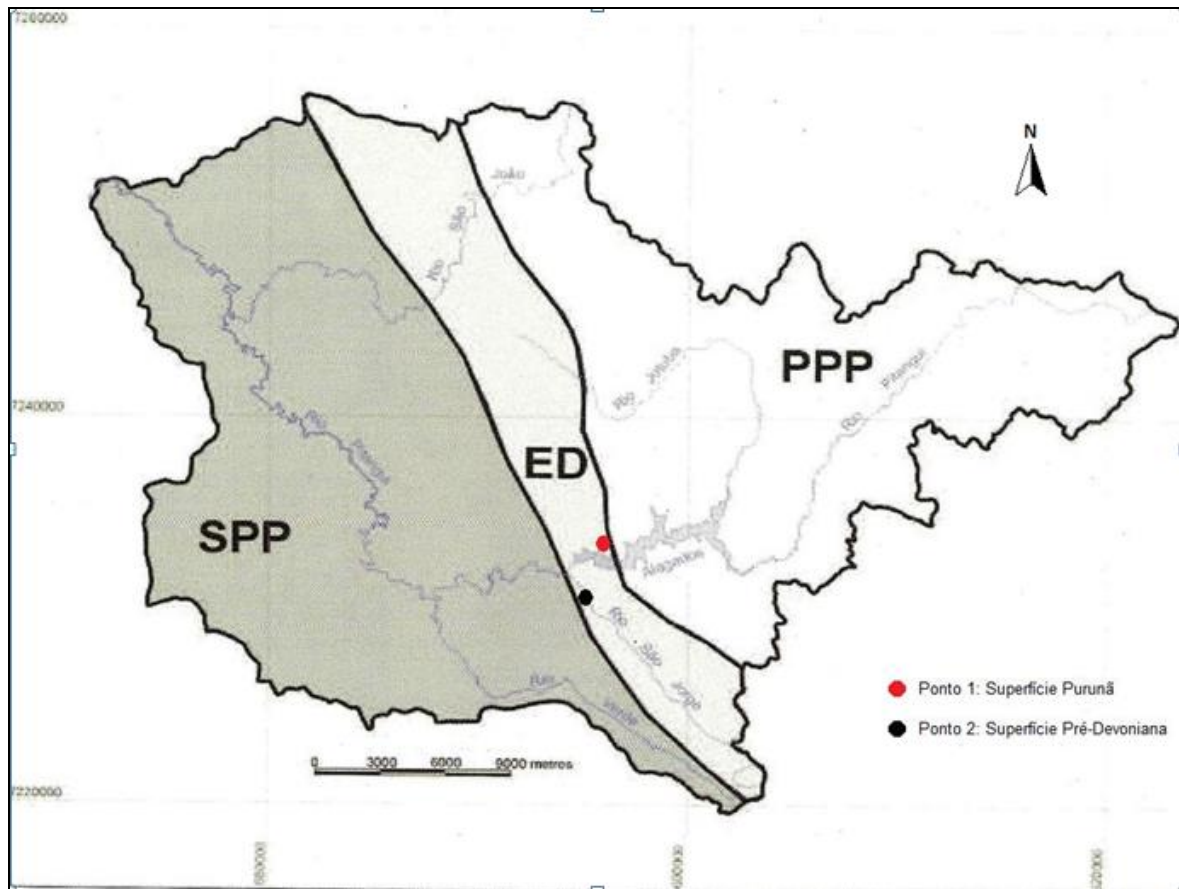 7260000
N
Rio São João
PPP
Rio Jotuba
Rio Pitangui
7240000
Rio Pitangui
ED
SPP
Alagados
Rio São Jorge
Rio Verde
Ponto 1: Superfície Purunã
Ponto 2: Superfície Pré-Devoniana
0 3000 6000 9000 metros
7220000